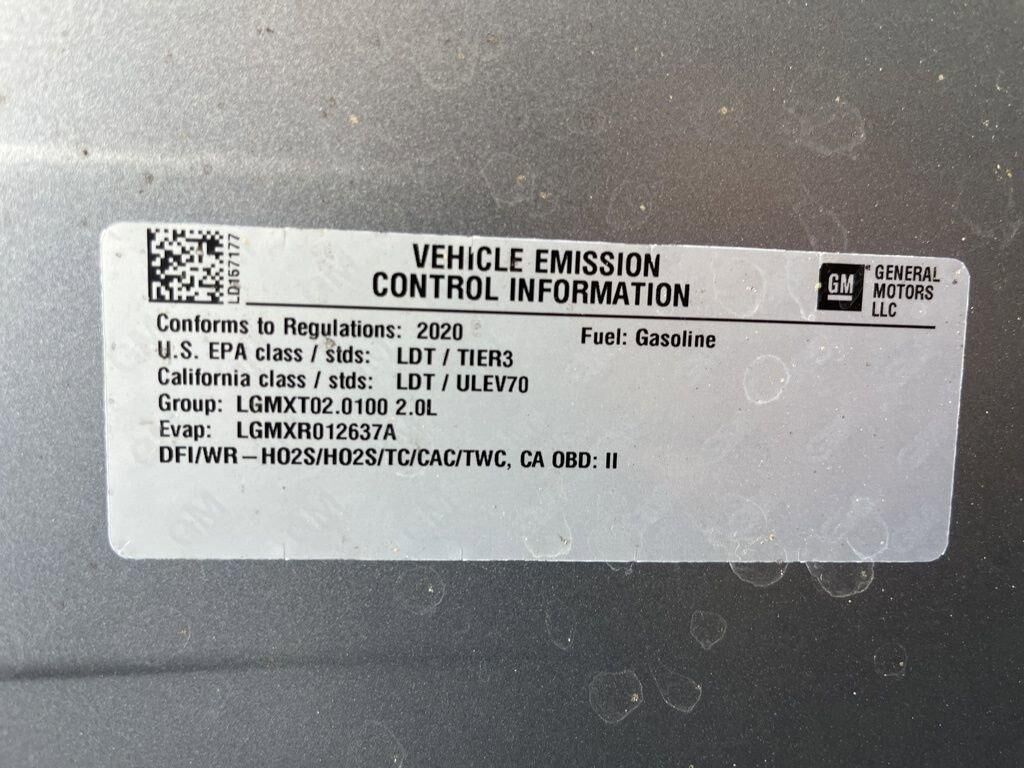 LD157177
VEHICLE EMISSION
CONTROL INFORMATION
GM
GENERAL
MOTORS
LLC
Conforms to Regulations: 2020
Fuel: Gasoline
U.S. EPA class / stds: LDT / TIER3
California class / stds: LDT / ULEV70
Group: LGMXT02.0100 2.0L
Evap: LGMXR012637A
DFI/WR–HO2S/HO2S/TC/CAC/TWC, CA OBD: II